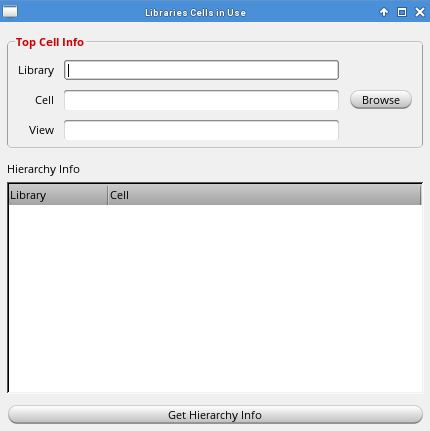 Libraries Cells in Use
Top Cell Info
Library
Cell
Browse
View
Hierarchy Info
Library Cell
Get Hierarchy Info